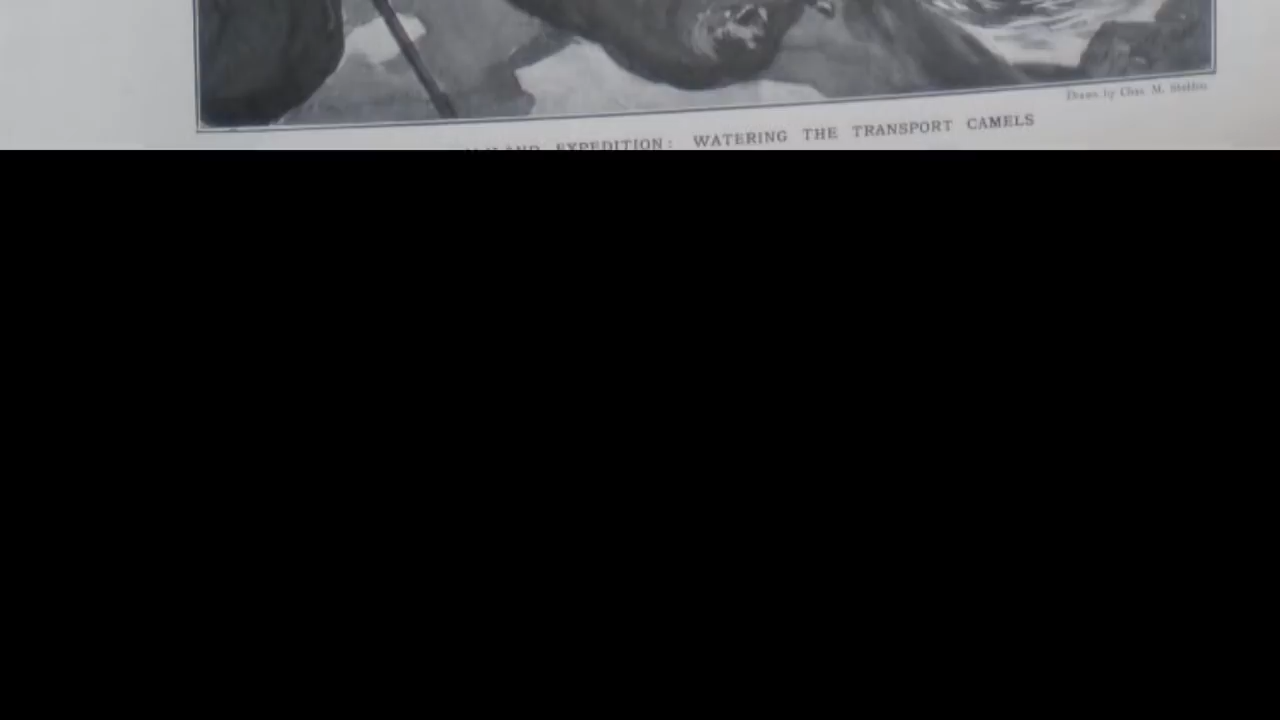 Drawn by Chas. M. Sheldon
EXPEDITION: WATERING THE TRANSPORT CAMELS